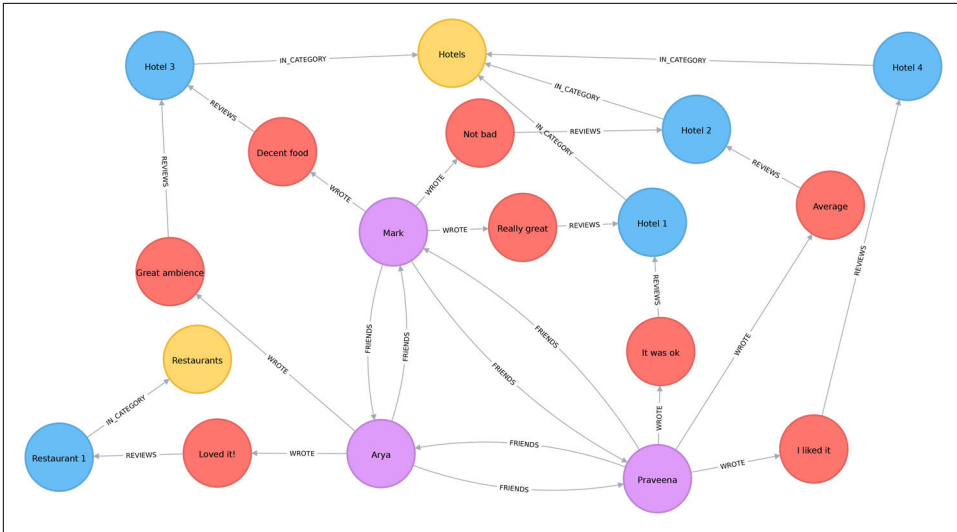 Hotel 3
IN_CATEGORY
Hotels
IN_CATEGORY
Hotel 4
REVIEWS
Decent food
Not bad
REVIEWS
IN_CATEGORY
IN_CATEGORY
Hotel 2
REVIEWS
WROTE
WROTE
REVIEWS
Average
Mark
WROTE
Really great
REVIEWS
Hotel 1
REVIEWS
Great ambience
REVIEWS
FRIENDS
FRIENDS
FRIENDS
FRIENDS
WROTE
WROTE
It was ok
Restaurants
IN_CATEGORY
WROTE
Restaurant 1
REVIEWS
Loved it!
WROTE
Arya
FRIENDS
FRIENDS
Praveena
WROTE
I liked it